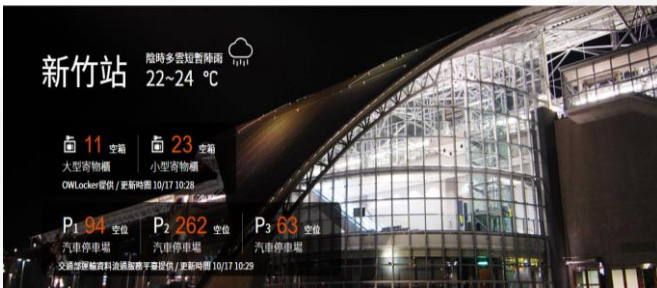 新竹站
陰時多雲短暫陣雨
22~24 °C
11 空箱
大型寄物櫃
23 空箱
小型寄物櫃
OWLocker提供 / 更新時間 10/17 10:28
P1 94 空位
汽車停車場
P2 262 空位
汽車停車場
P3 63 空位
汽車停車場
交通部運輸資料流通服務平臺提供 / 更新時間 10/17 10:29